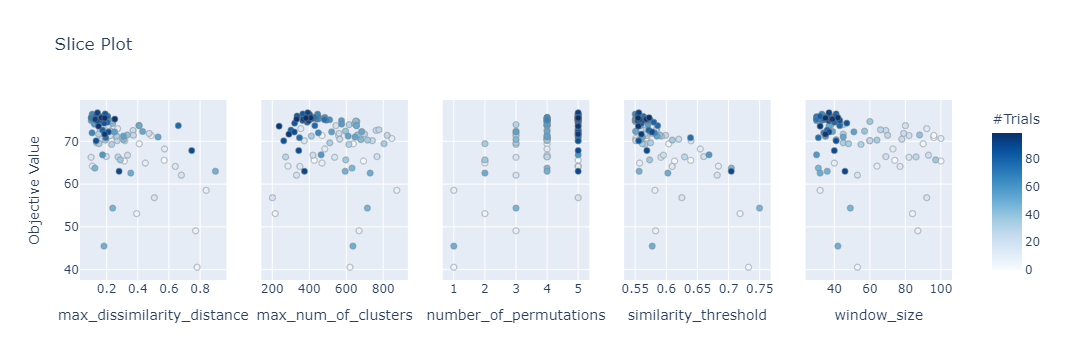 Slice Plot
Objective Value
70
60
50
40
0.2 0.4 0.6 0.8
max_dissimilarity_distance
200 400 600 800
max_num_of_clusters
1 2 3 4 5
number_of_permutations
0.55 0.6 0.65 0.7 0.75
similarity_threshold
40 60 80 100
window_size
#Trials
80
60
40
20
0